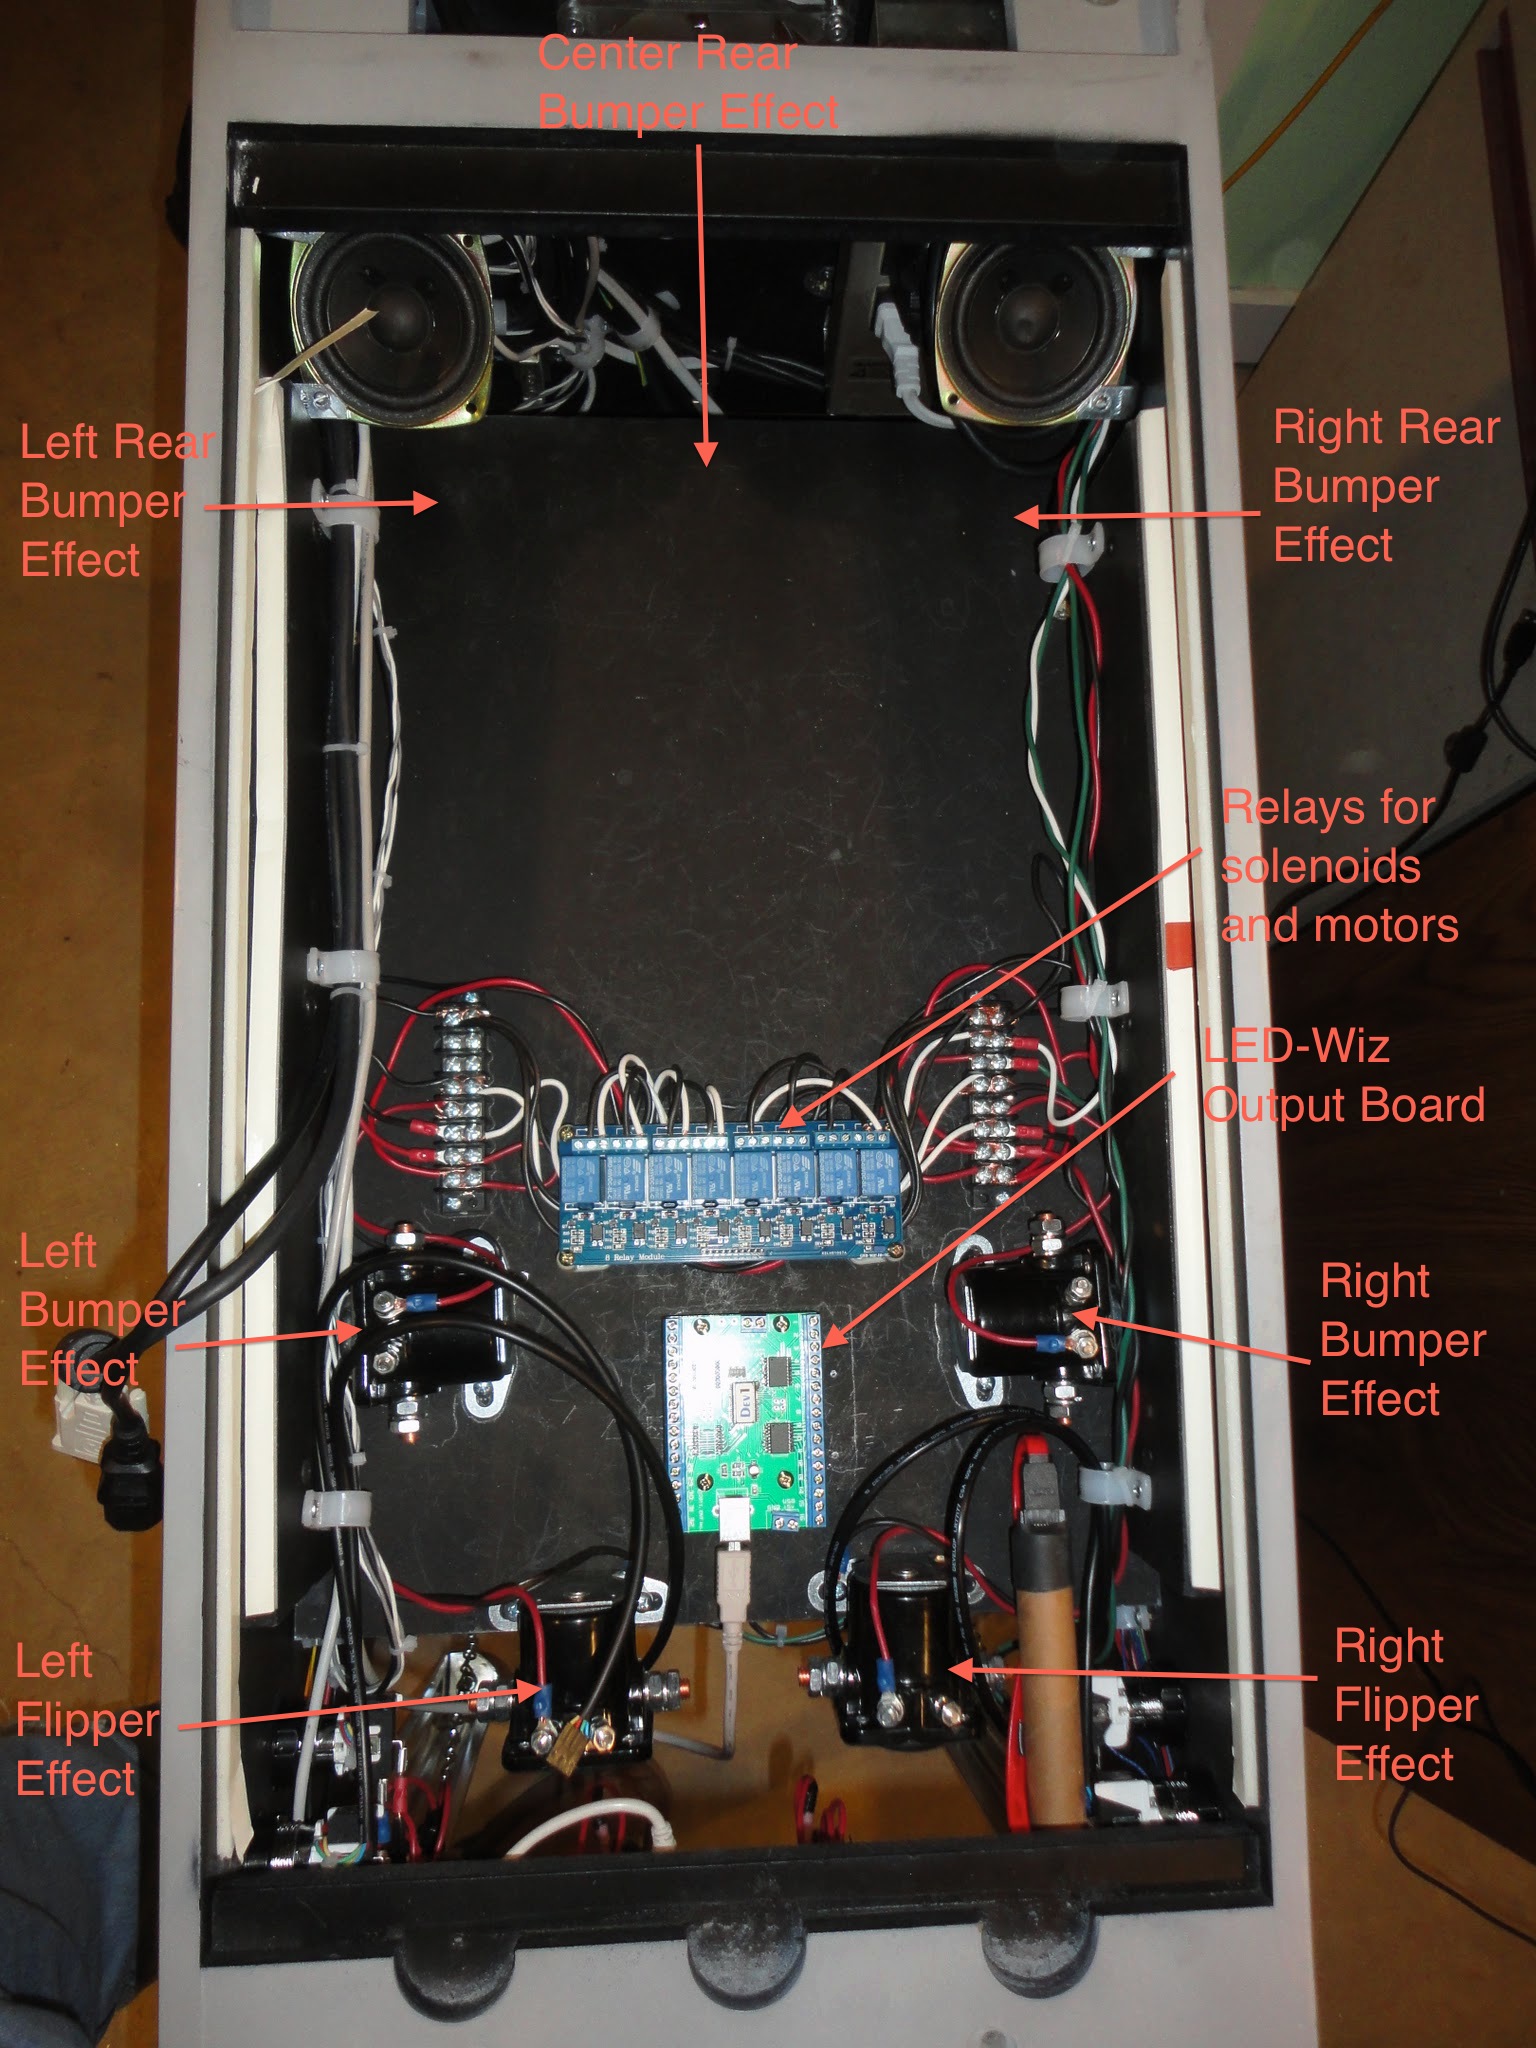 Center Rear
Bumper Effect
Left Rear
Bumper
Effect
Right Rear
Bumper
Effect
Relays for
solenoids
and motors
LED-Wiz
Output Board
8 Relay Module
Left
Bumper
Effect
Right
Bumper
Effect
Left
Flipper
Effect
Right
Flipper
Effect